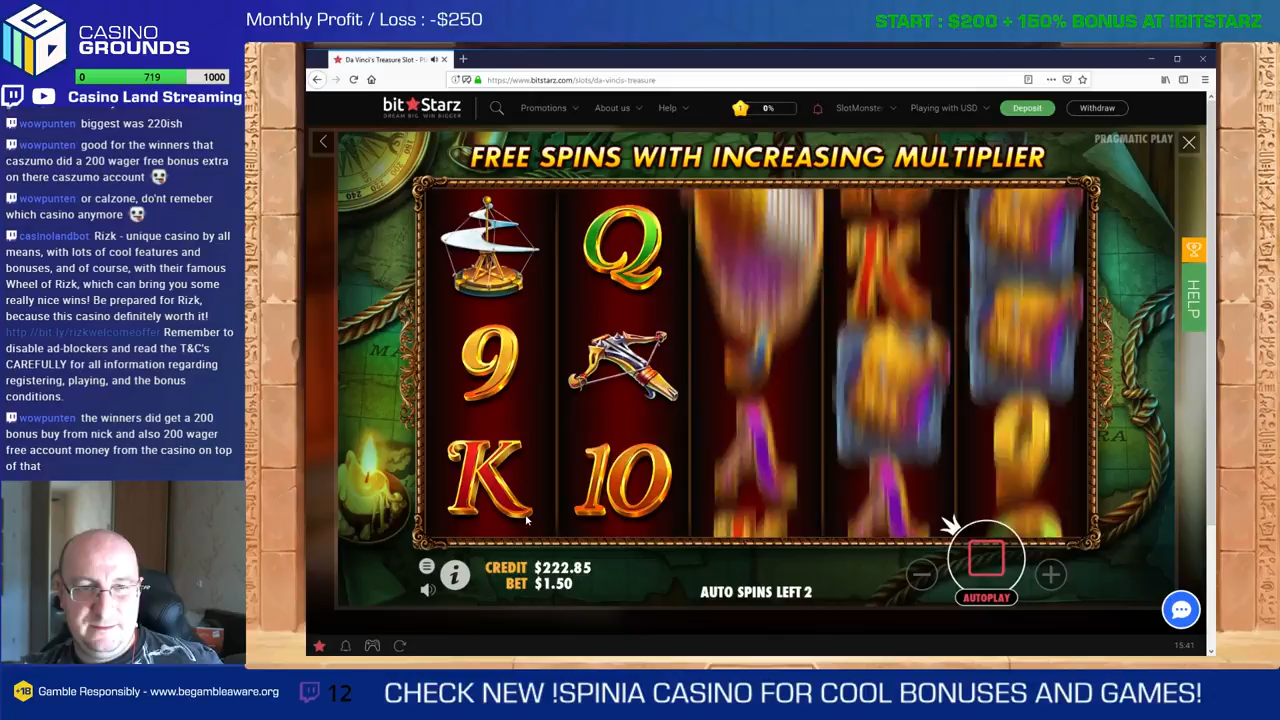 CASINO
GROUNDS
Monthly Profit / Loss : -$250
START : $200 + 150% BONUS AT !BITSTARZ
0 719 1000
Casino Land Streaming
wowpunten biggest was 220ish
wowpunten good for the winners that
caszumo did a 200 wager free bonus extra
on there caszumo account
wowpunten or calzone, do'nt remeber
which casino anymore
casinolandbot Rizk - unique casino by all
means, with lots of cool features and
bonuses, and of course, with their famous
Wheel of Rizk, which can bring you some
really nice wins! Be prepared for Rizk,
because this casino definitely worth it!
http://bit.ly/rizkwelcomeoffer Remember to
disable ad-blockers and read the T&C's
CAREFULLY for all information regarding
registering, playing, and the bonus
conditions.
wowpunten the winners did get a 200
bonus buy from nick and also 200 wager
free account money from the casino on top
of that
Da Vinci's Treasure Slot - Pl
https://www.bitstarz.com/slots/da-vincis-treasure
bit★Starz
DREAM BIG. WIN BIGGER.
Promotions About us Help 1 0% SlotMonste Playing with USD Deposit Withdraw
PRAGMATIC PLAY
FREE SPINS WITH INCREASING MULTIPLIER
Q
9
K 10
K
HELP
CREDIT $222.85
BET $1.50
AUTO SPINS LEFT 2
AUTOPLAY
15:41
+18 Gamble Responsibly - www.begambleaware.org
12
CHECK NEW !SPINIA CASINO FOR COOL BONUSES AND GAMES!